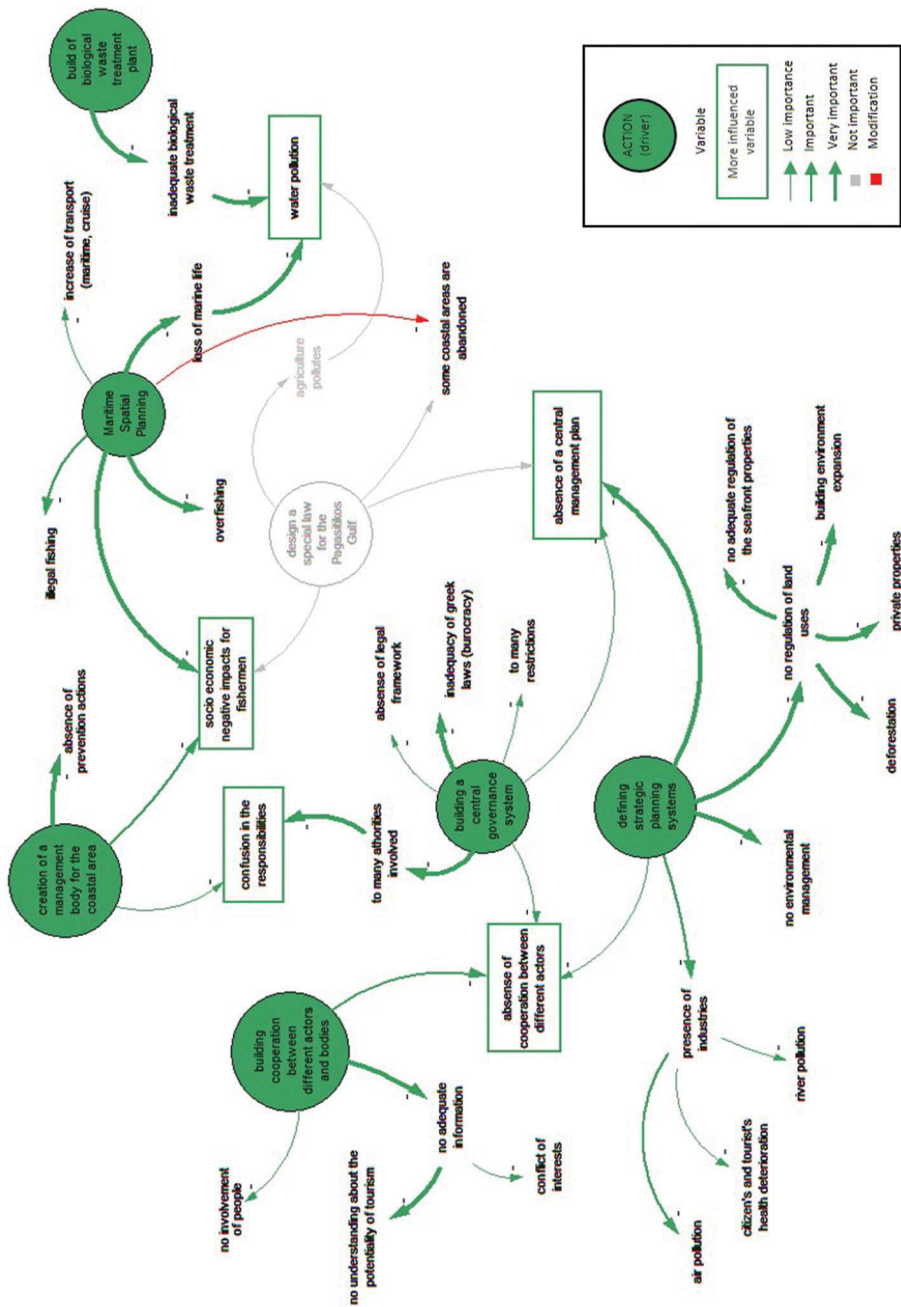 build of
biological
waste
treatment
plant
inadequate biological
waste treatment
water pollution
increase of transport
(maritime, cruise)
Maritime
Spatial
Planning
loss of marine life
some coastal areas are
abandoned
agriculture
pollutes
illegal fishing
overfishing
design a
special law
for the
Pagasitikos
Gulf
absence of a central
management plan
socio economic
negative impacts for
fishermen
creation of a
management
body for the
coastal area
absence of
prevention actions
confusion in the
responsibilities
to many athorities
involved
absense of legal
framework
inadequacy of greek
laws (burocracy)
to many
restrictions
building a
central
governance
system
building
cooperation
between
different actors
and bodies
absense of
cooperation between
different actors
no involvement
of people
no adequate
information
no understanding about the
potentiality of tourism
conflict of
interests
defining
strategic
planning
systems
no adequate regulation of
the seafront properties
building environment
expansion
no regulation of land
uses
private properties
deforestation
no environmental
management
presence of
industries
river pollution
citizen's and tourist's
health deterioration
air pollution
ACTION
(driver)
Variable
More influenced
variable
Low importance
Important
Very important
Not important
Modification